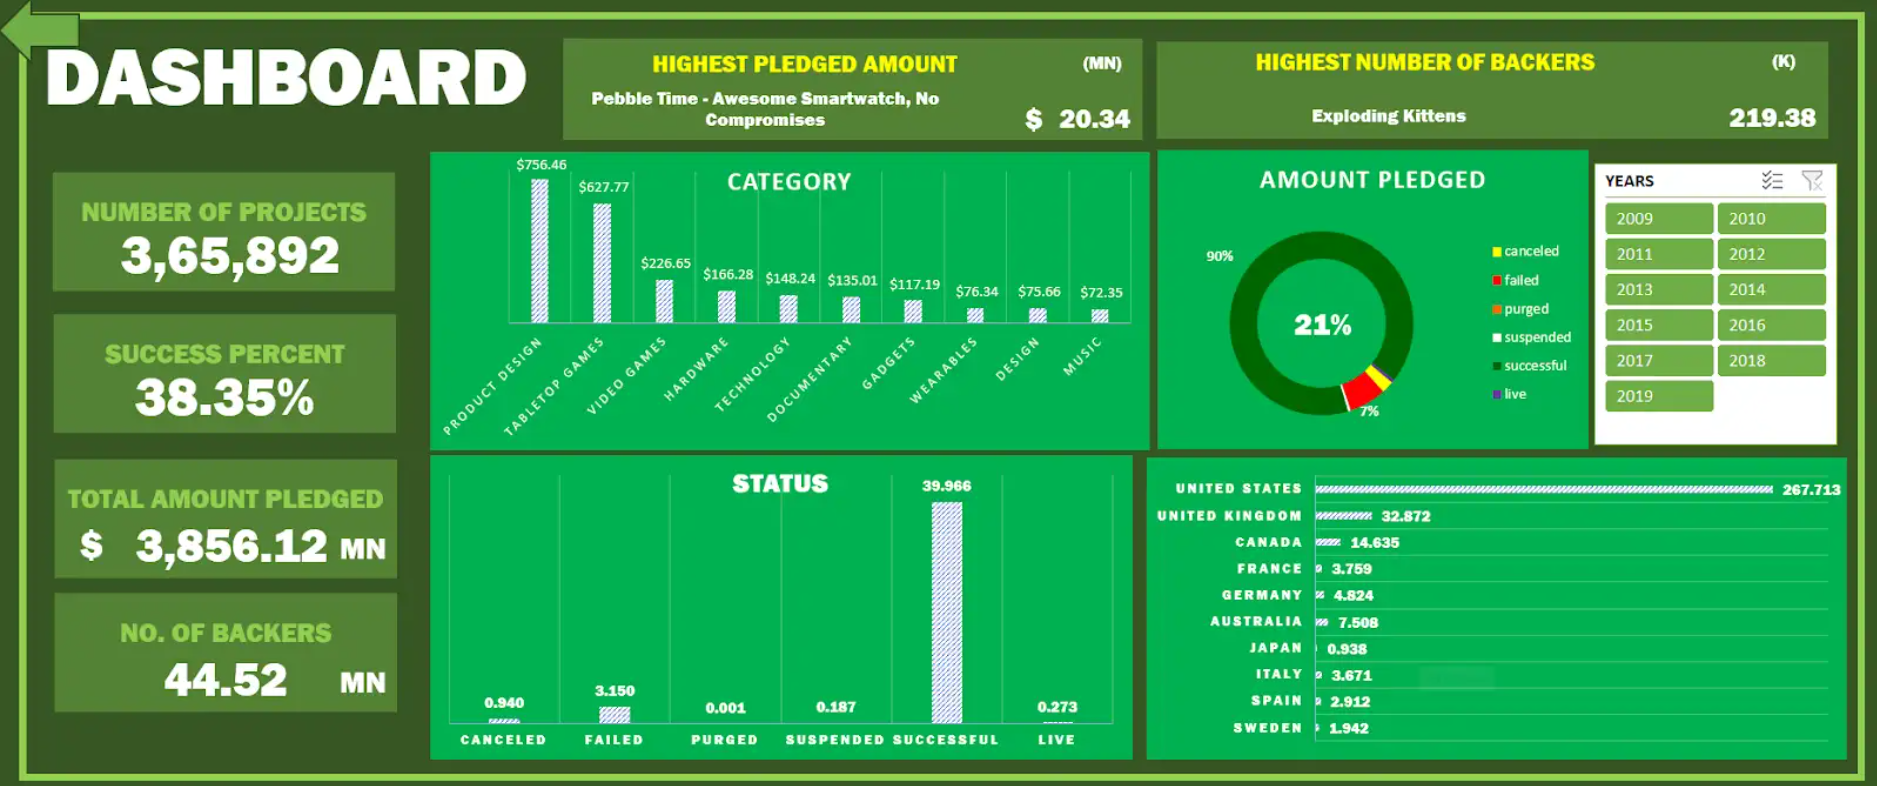 DASHBOARD
HIGHEST PLEDGED AMOUNT (MN)
Pebble Time - Awesome Smartwatch, No
Compromises
$ 20.34
HIGHEST NUMBER OF BACKERS (K)
Exploding Kittens 219.38
NUMBER OF PROJECTS
3,65,892
SUCCESS PERCENT
38.35%
TOTAL AMOUNT PLEDGED
$ 3,856.12 MN
NO. OF BACKERS
44.52 MN
CATEGORY
$756.46
$627.77
$226.65
$166.28
$148.24
$135.01
$117.19
$76.34
$75.66
$72.35
PRODUCT DESIGN
TABLETOP GAMES
VIDEO GAMES
HARDWARE
TECHNOLOGY
DOCUMENTARY
GADGETS
WEARABLES
DESIGN
MUSIC
AMOUNT PLEDGED
90%
21%
7%
canceled
failed
purged
suspended
successful
live
YEARS
2009 2010
2011 2012
2013 2014
2015 2016
2017 2018
2019
STATUS
0.940
3.150
0.001
0.187
39.966
0.273
CANCELED FAILED PURGED SUSPENDED SUCCESSFUL LIVE
UNITED STATES 267.713
UNITED KINGDOM 32.872
CANADA 14.635
FRANCE 3.759
GERMANY 4.824
AUSTRALIA 7.508
JAPAN 0.938
ITALY 3.671
SPAIN 2.912
SWEDEN 1.942